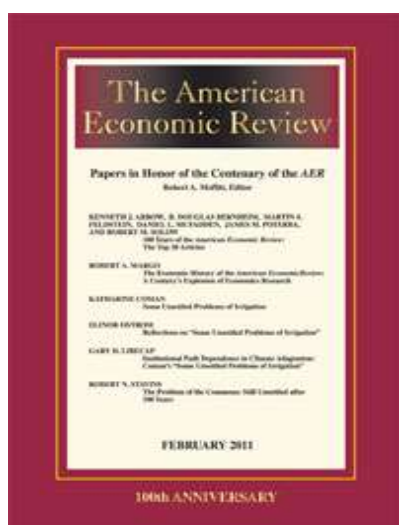 The American
Economic Review
Papers in Honor of the Centenary of the AER
Robert A. Moffitt, Editor
KENNETH J. ARROW, B. DOUGLAS BERNHEIM, MARTIN S.
FELDSTEIN, DANIEL L. MCFADDEN, JAMES M. POTERBA,
AND ROBERT M. SOLOW
100 Years of the American Economic Review:
The Top 20 Articles
ROBERT A. MARGO
The Economic History of the American Economic Review:
A Century's Explosion of Economics Research
KATHARINE COMAN
Some Unsettled Problems of Irrigation
ELINOR OSTROM
Reflections on "Some Unsettled Problems of Irrigation"
GARY D. LIBECAP
Institutional Path Dependence in Climate Adaptation:
Coman's "Some Unsettled Problems of Irrigation"
ROBERT N. STAVINS
The Problem of the Commons: Still Unsettled after
100 Years
FEBRUARY 2011
100th ANNIVERSARY